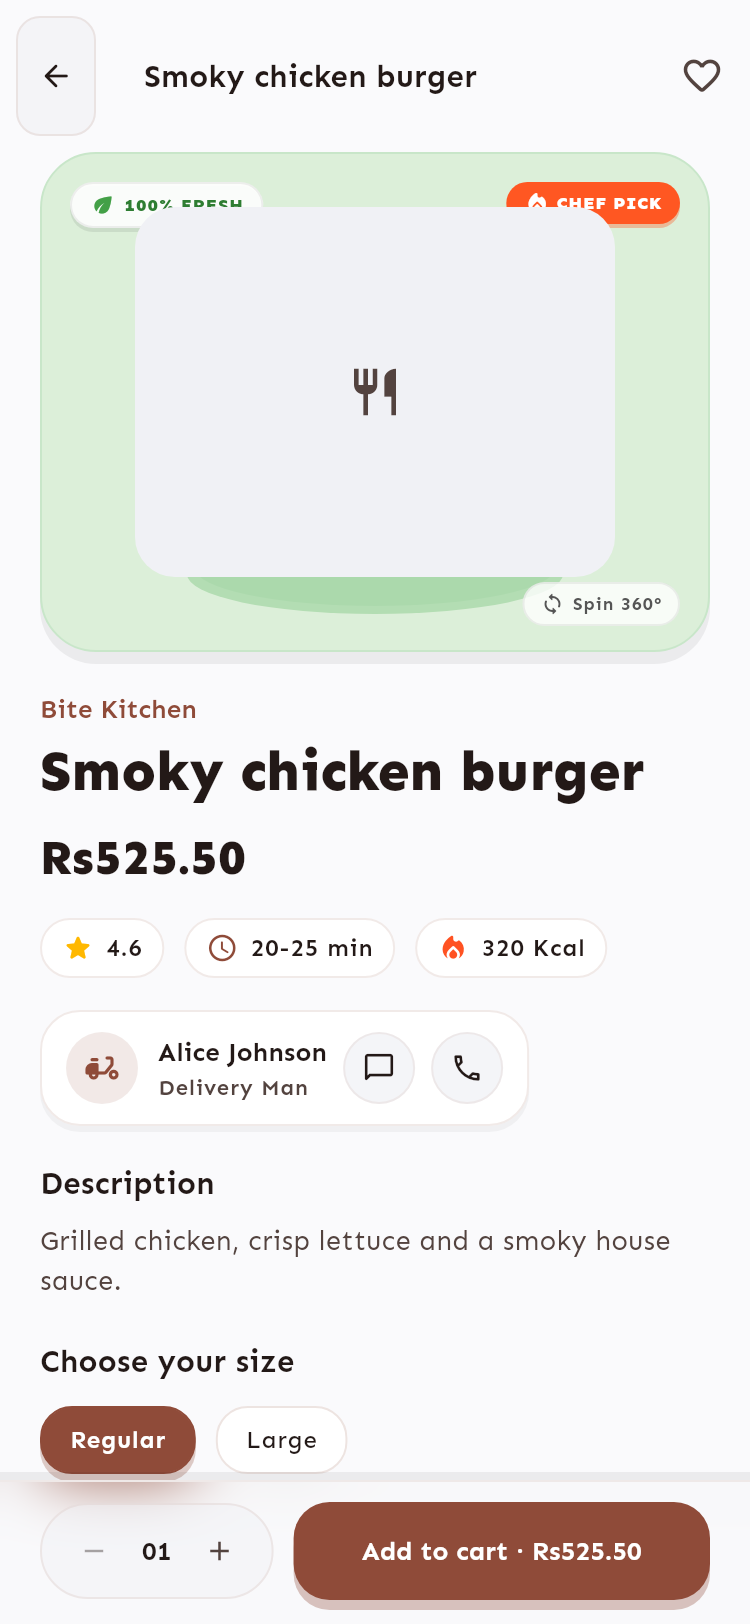 Smoky chicken burger
100% FRESH
CHEF PICK
Spin 360°
Bite Kitchen
Smoky chicken burger
Rs525.50
4.6
20-25 min
320 Kcal
Alice Johnson
Delivery Man
Description
Grilled chicken, crisp lettuce and a smoky house
sauce.
Choose your size
Regular
Large
01
Add to cart · Rs525.50